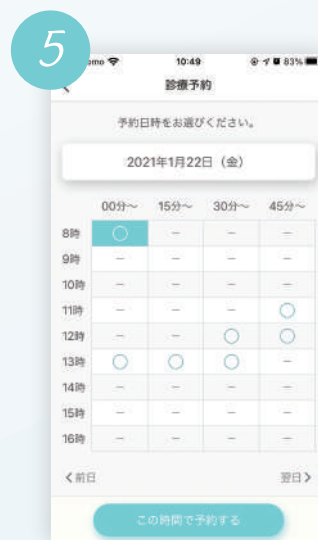 5
emo 10:49 83%
診療予約
予約日時をお選びください。
2021年1月22日（金）
00分～ 15分～ 30分～ 45分～
8時 ○ － － －
9時 － － － －
10時 － － － －
11時 － － － ○
12時 － － ○ ○
13時 ○ ○ ○ －
14時 － － － －
15時 － － － －
16時 － － － －
＜前日 翌日＞
この時間で予約する